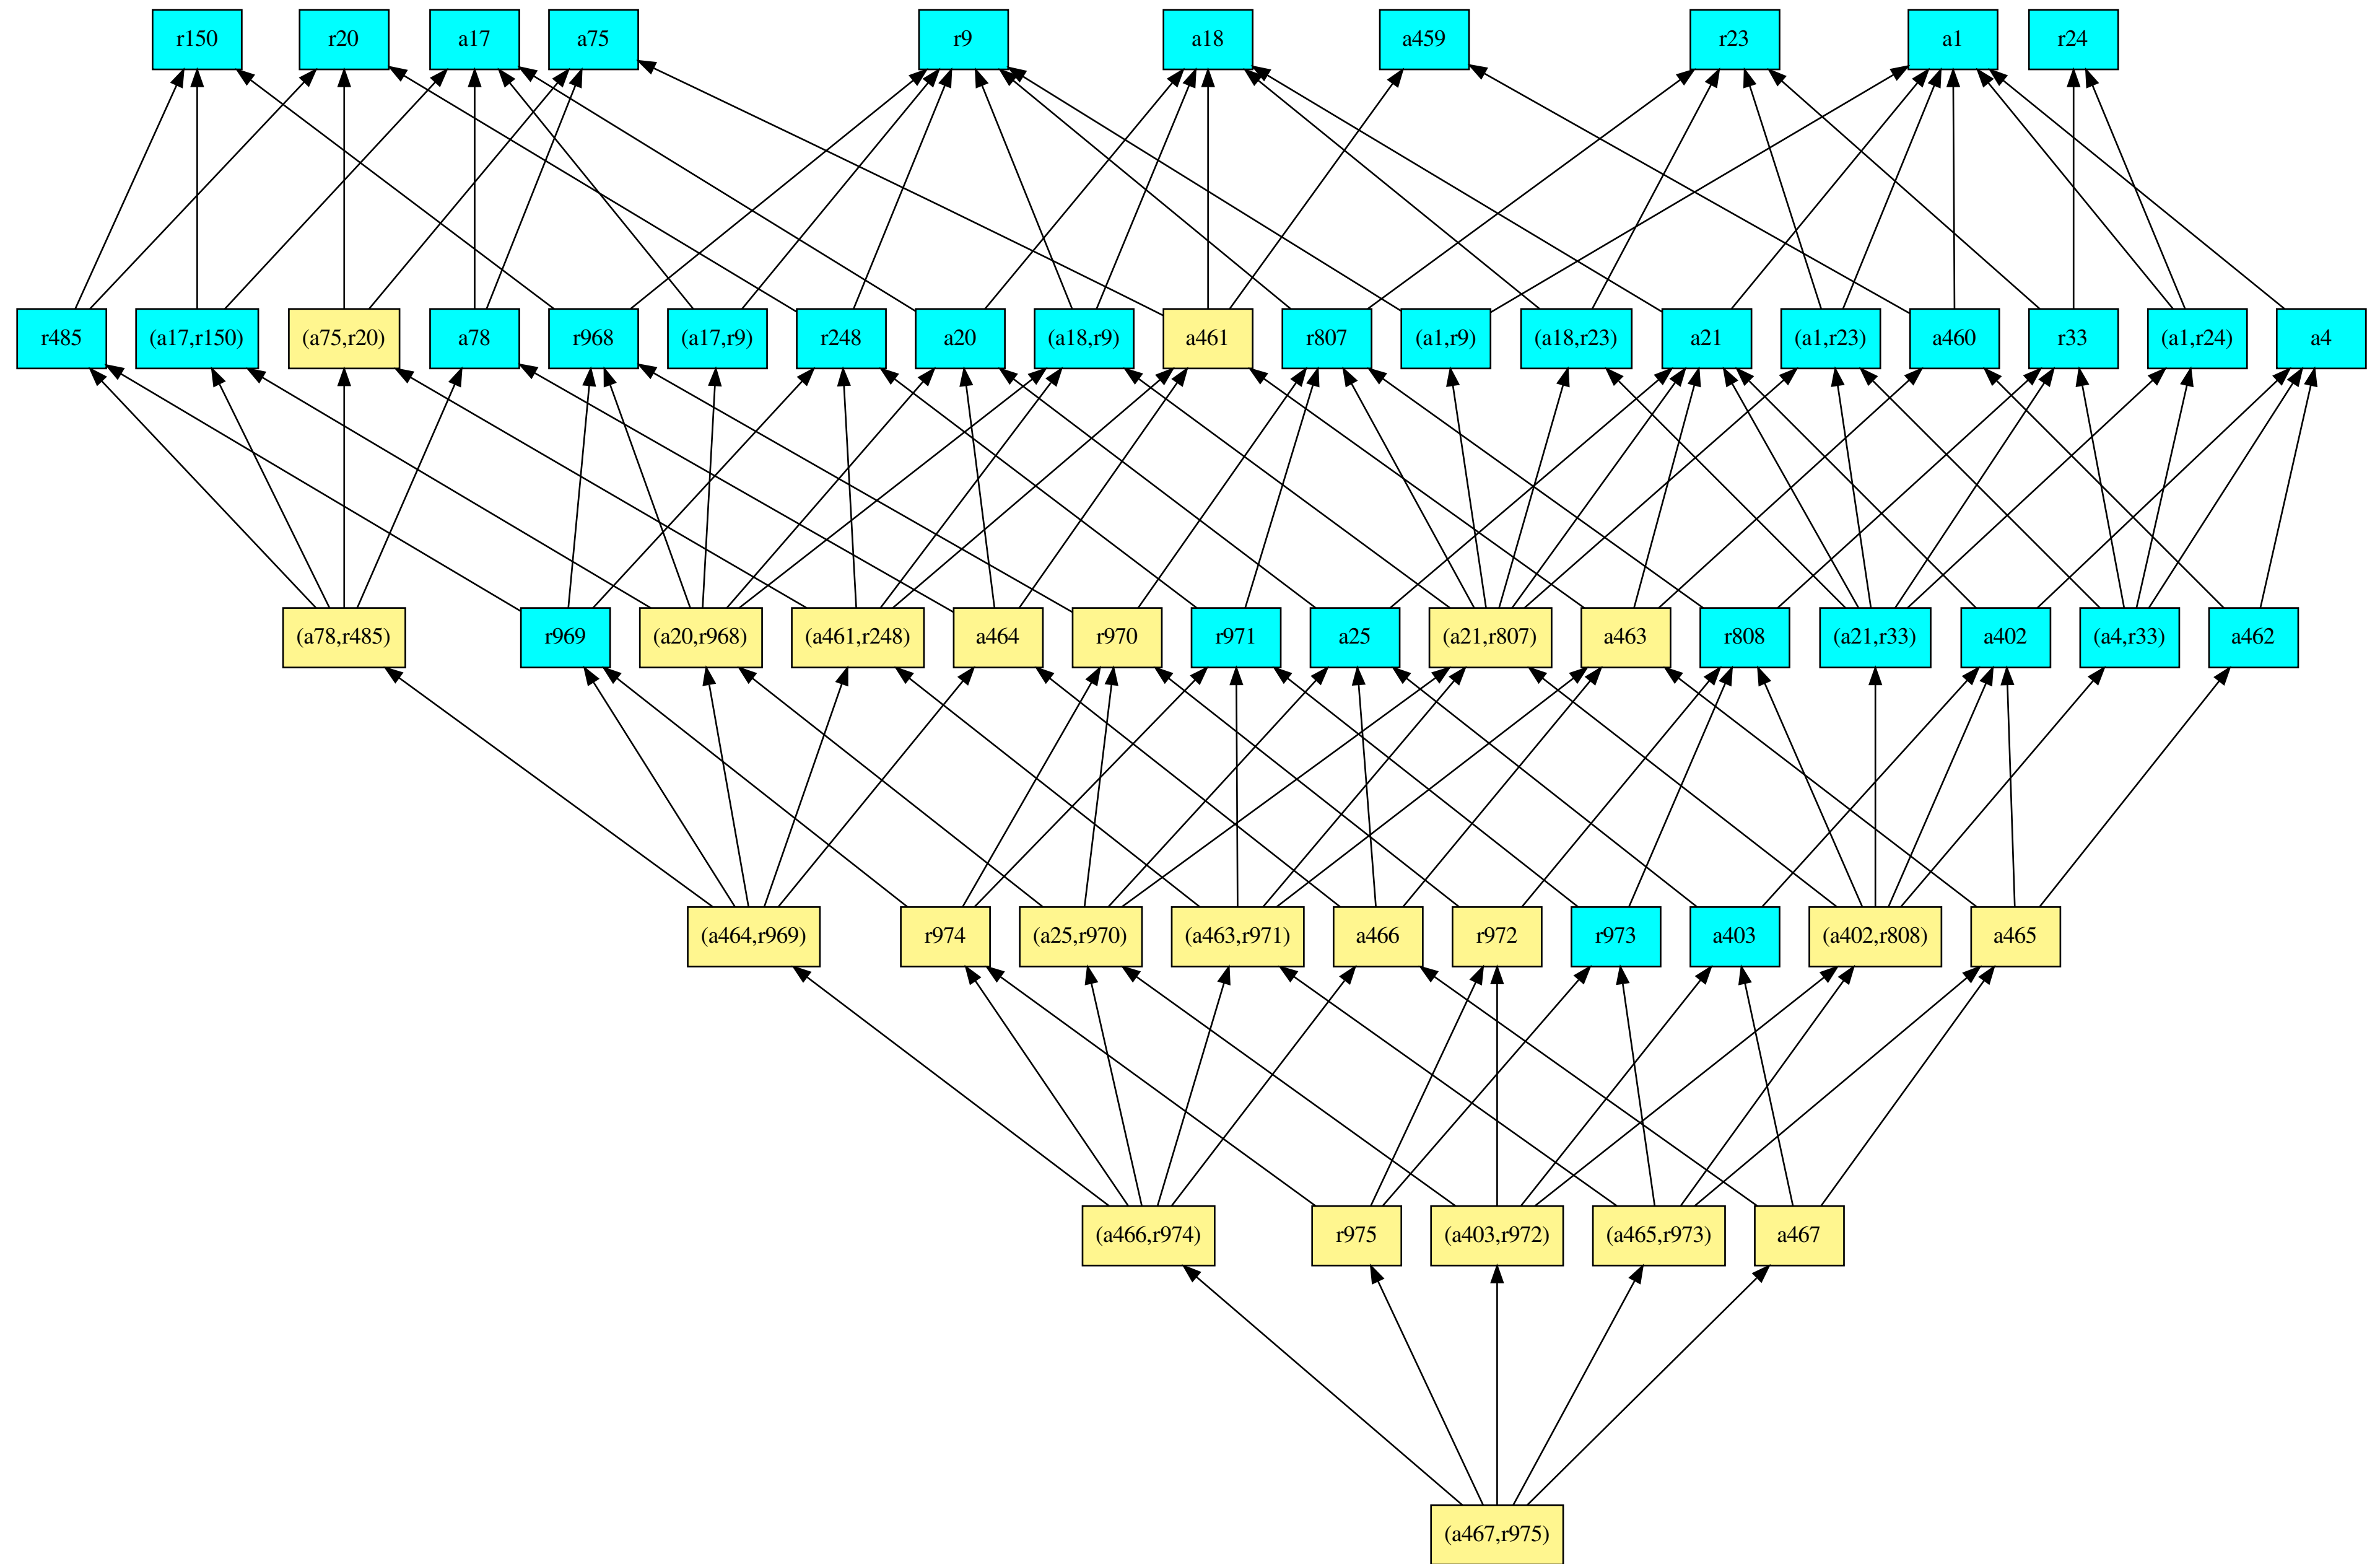 r150 r20 a17 a75 r9 a18 a459 r23 a1 r24
r485 (a17,r150) (a75,r20) a78 r968 (a17,r9) r248 a20 (a18,r9) a461 r807 (a1,r9) (a18,r23) a21 (a1,r23) a460 r33 (a1,r24) a4
(a78,r485) r969 (a20,r968) (a461,r248) a464 r970 r971 a25 (a21,r807) a463 r808 (a21,r33) a402 (a4,r33) a462
(a464,r969) r974 (a25,r970) (a463,r971) a466 r972 r973 a403 (a402,r808) a465
(a466,r974) r975 (a403,r972) (a465,r973) a467
(a467,r975)